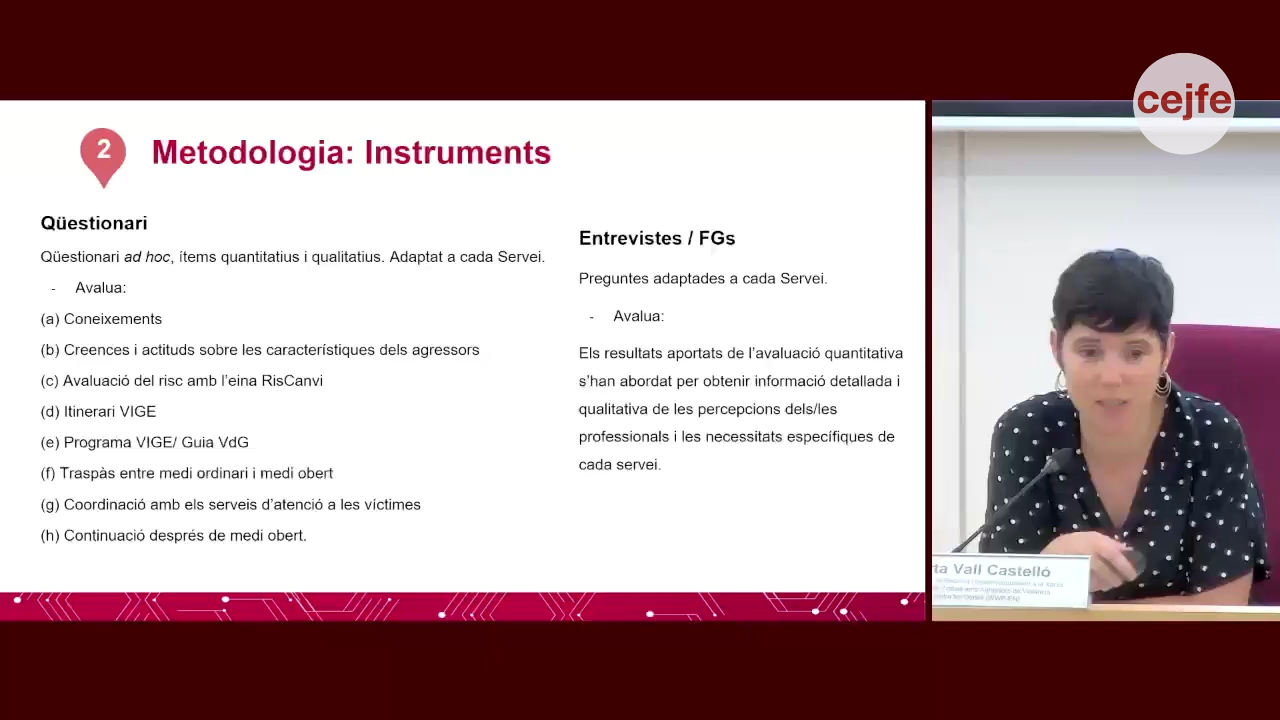 cejfe
2
Metodologia: Instruments
Qüestionari
Qüestionari ad hoc, ítems quantitatius i qualitatius. Adaptat a cada Servei.
- Avalua:
(a) Coneixements
(b) Creences i actituds sobre les característiques dels agressors
(c) Avaluació del risc amb l'eina RisCanvi
(d) Itinerari VIGE
(e) Programa VIGE/ Guia VdG
(f) Traspàs entre medi ordinari i medi obert
(g) Coordinació amb els serveis d'atenció a les víctimes
(h) Continuació després de medi obert.
Entrevistes / FGs
Preguntes adaptades a cada Servei.
- Avalua:
Els resultats aportats de l'avaluació quantitativa
s'han abordat per obtenir informació detallada i
qualitativa de les percepcions dels/les
professionals i les necessitats específiques de
cada servei.
ta Vall Castelló